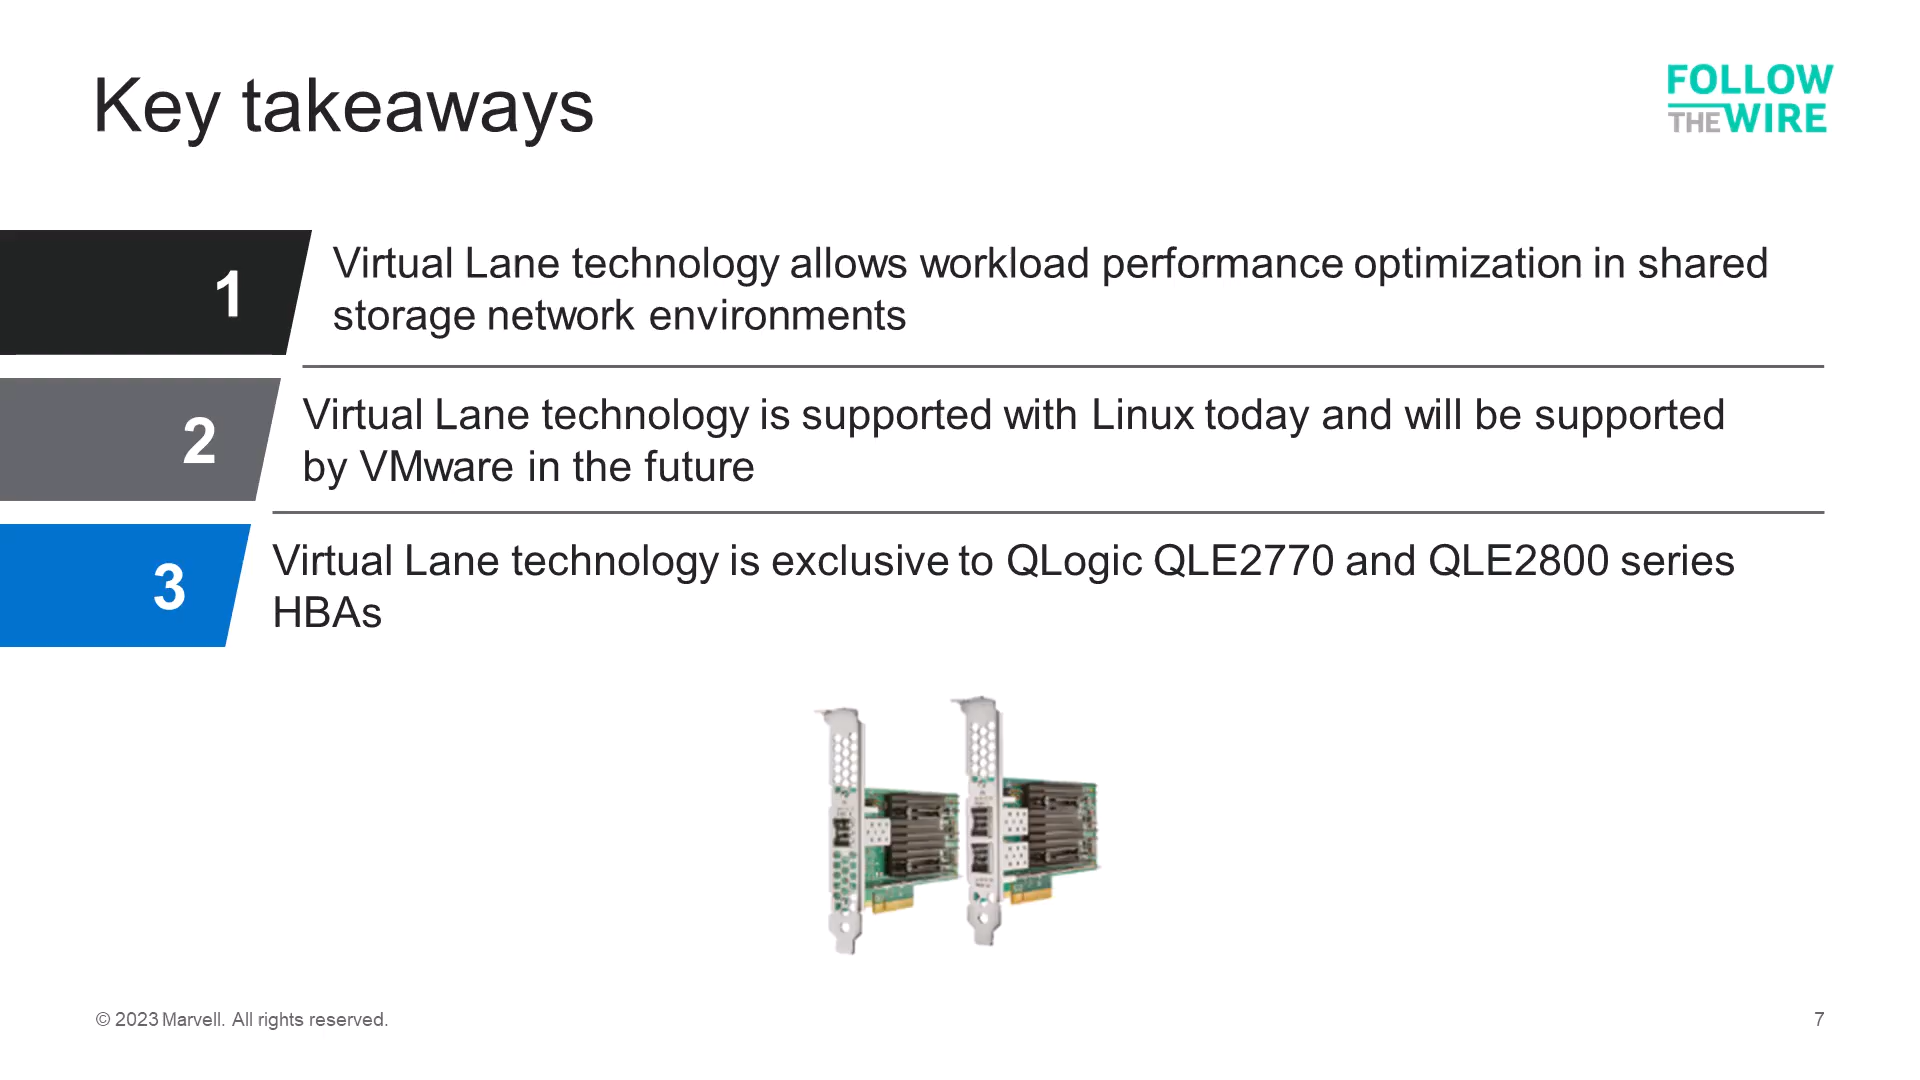 Key takeaways
FOLLOW
THE WIRE
1
Virtual Lane technology allows workload performance optimization in shared
storage network environments
2
Virtual Lane technology is supported with Linux today and will be supported
by VMware in the future
3
Virtual Lane technology is exclusive to QLogic QLE2770 and QLE2800 series
HBAs
© 2023 Marvell. All rights reserved.
7